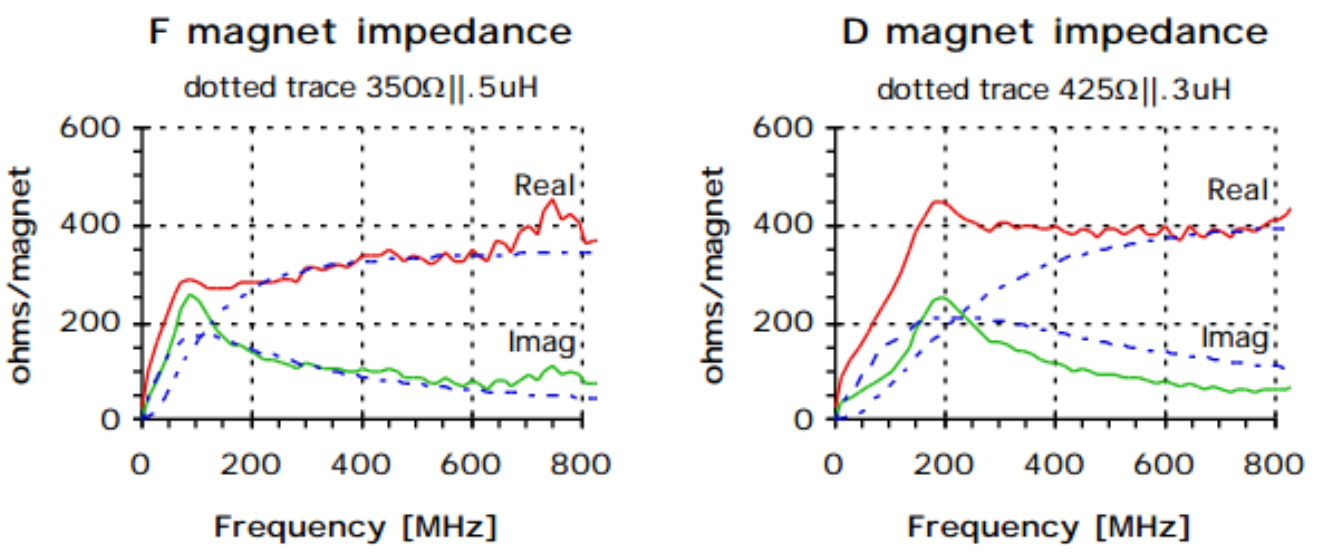 F magnet impedance
dotted trace 350Ω||.5uH
600
400
200
0
ohms/magnet
Real
Imag
0 200 400 600 800
Frequency [MHz]
D magnet impedance
dotted trace 425Ω||.3uH
600
400
200
0
ohms/magnet
Real
Imag
0 200 400 600 800
Frequency [MHz]